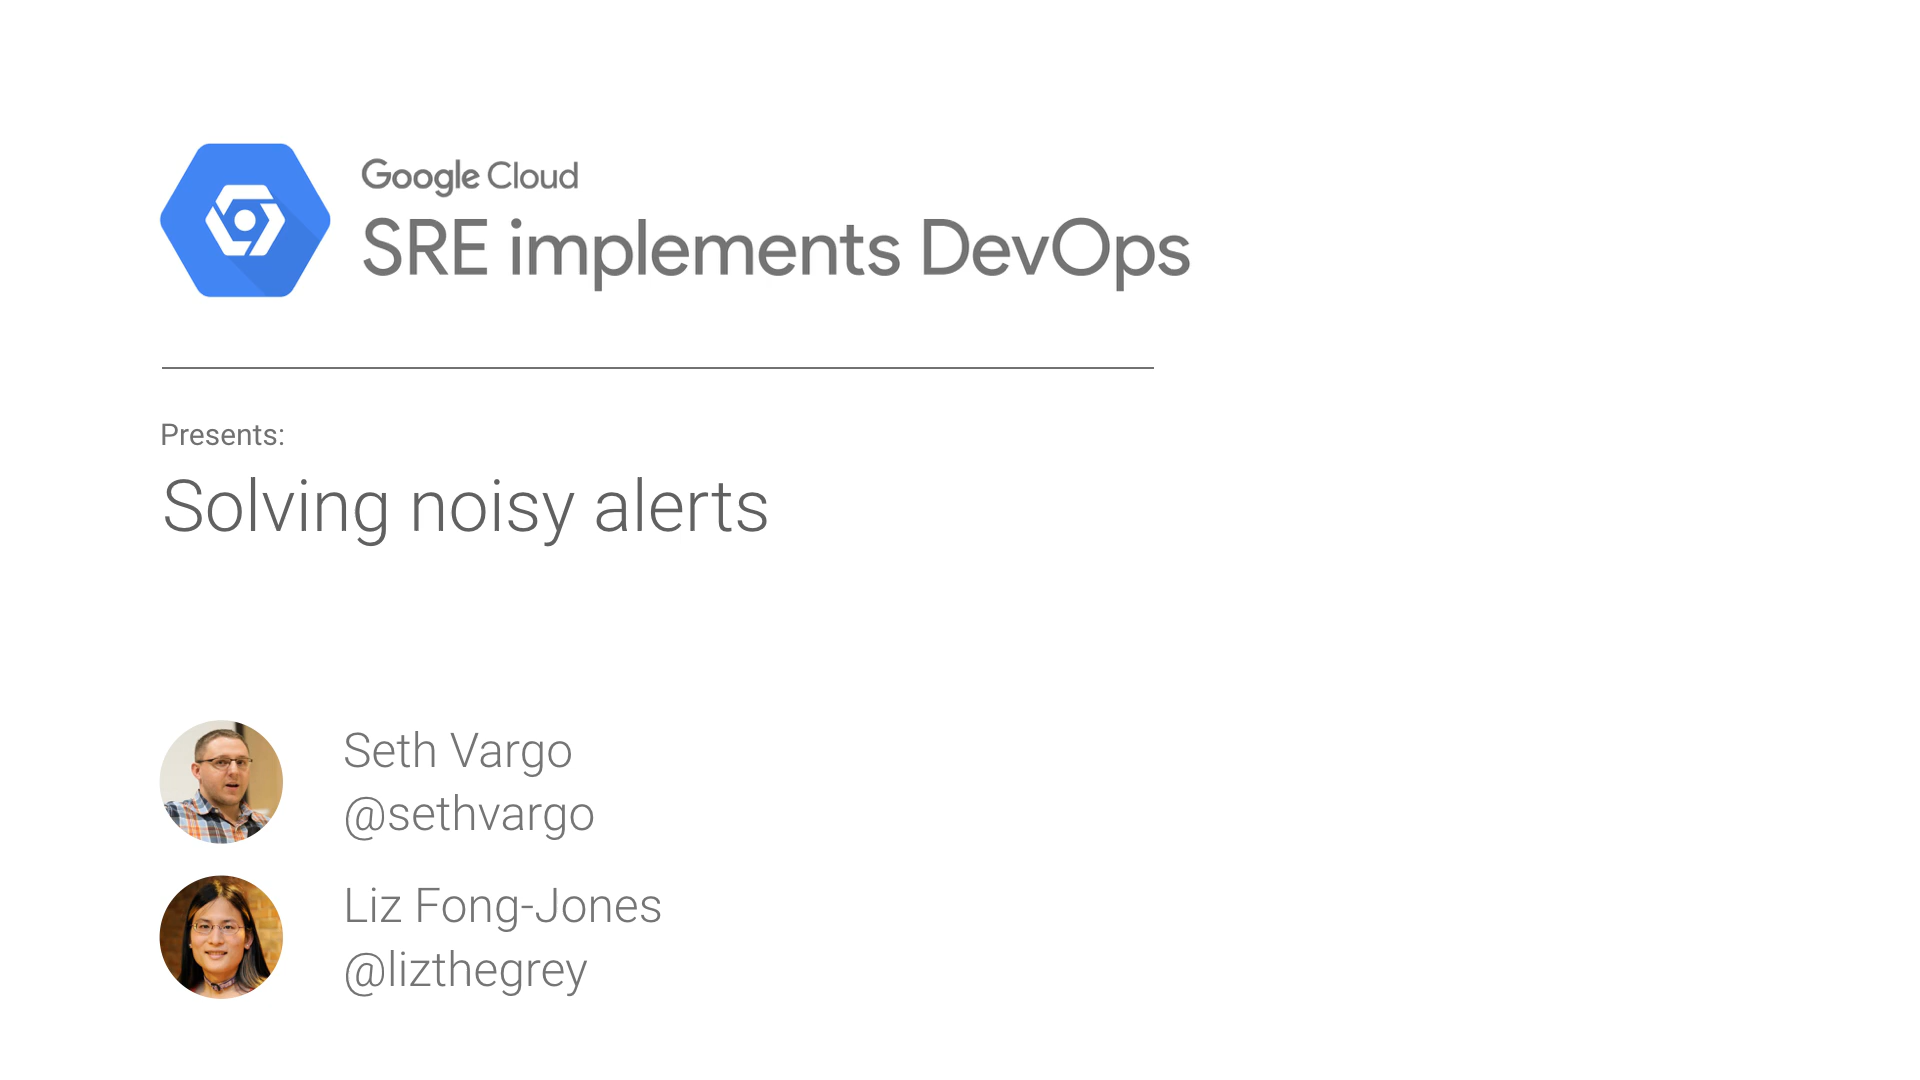 Google Cloud
SRE implements DevOps
Presents:
Solving noisy alerts
Seth Vargo
@sethvargo
Liz Fong-Jones
@lizthegrey